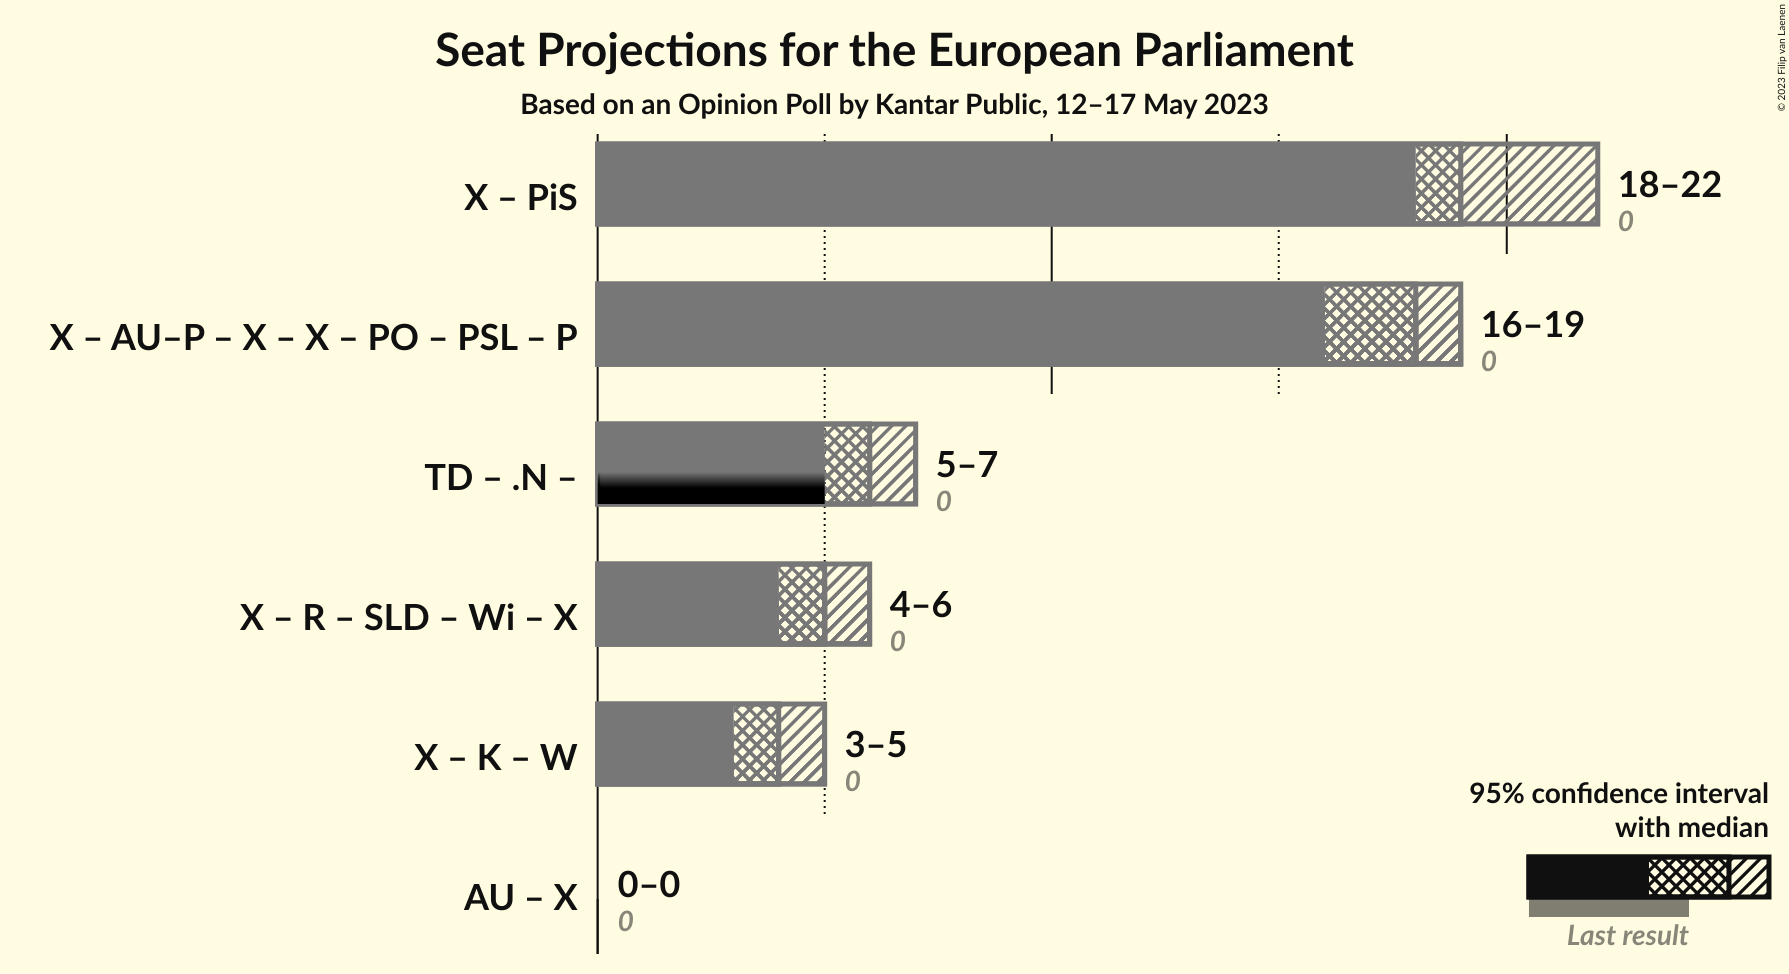 Seat Projections for the European Parliament
Based on an Opinion Poll by Kantar Public, 12–17 May 2023
© 2023 Filip van Laenen
X – PiS
18–22
0
X – AU–P – X – X – PO – PSL – P
16–19
0
TD – .N –
5–7
0
X – R – SLD – Wi – X
4–6
0
X – K – W
3–5
0
AU – X
0–0
0
95% confidence interval
with median
Last result